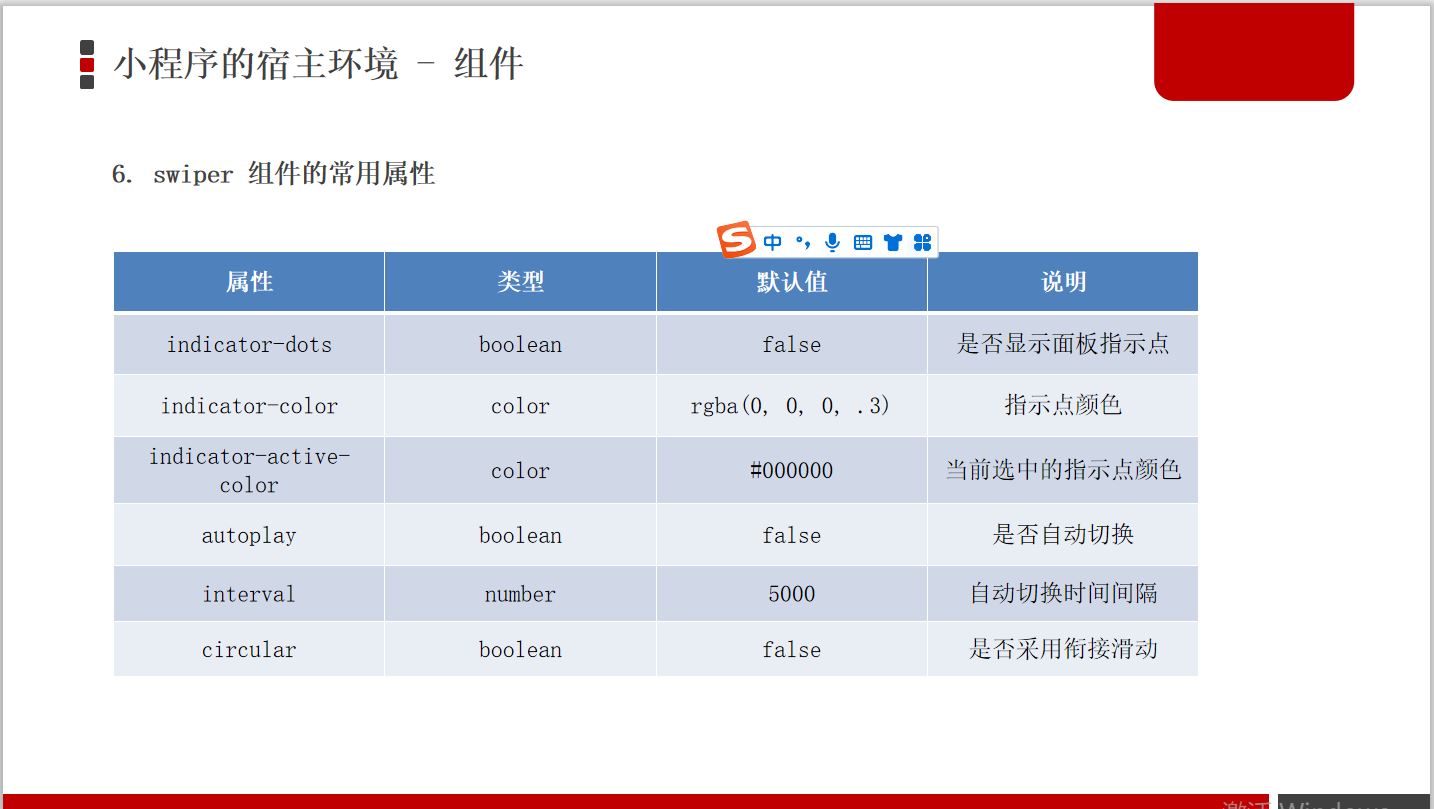 小程序的宿主环境 - 组件
6. swiper 组件的常用属性
中
属性 类型 默认值 说明
indicator-dots boolean false 是否显示面板指示点
indicator-color color rgba(0, 0, 0, .3) 指示点颜色
indicator-active-
color color #000000 当前选中的指示点颜色
autoplay boolean false 是否自动切换
interval number 5000 自动切换时间间隔
circular boolean false 是否采用衔接滑动
激活 Windows